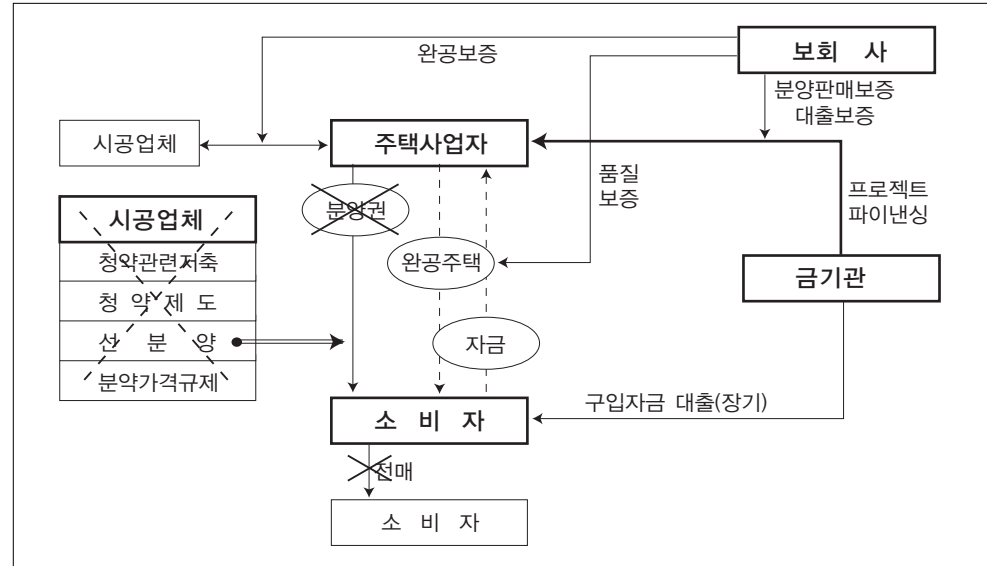 완공보증
보회 사
분양판매보증
대출보증
시공업체
주택사업자
품질
보증
프로젝트
파이낸싱
분양권
시공업체
청약관련저축
청 약 제 도
선 분 양
분약가격규제
완공주택
금기관
자금
구입자금 대출(장기)
소 비 자
전매
소 비 자